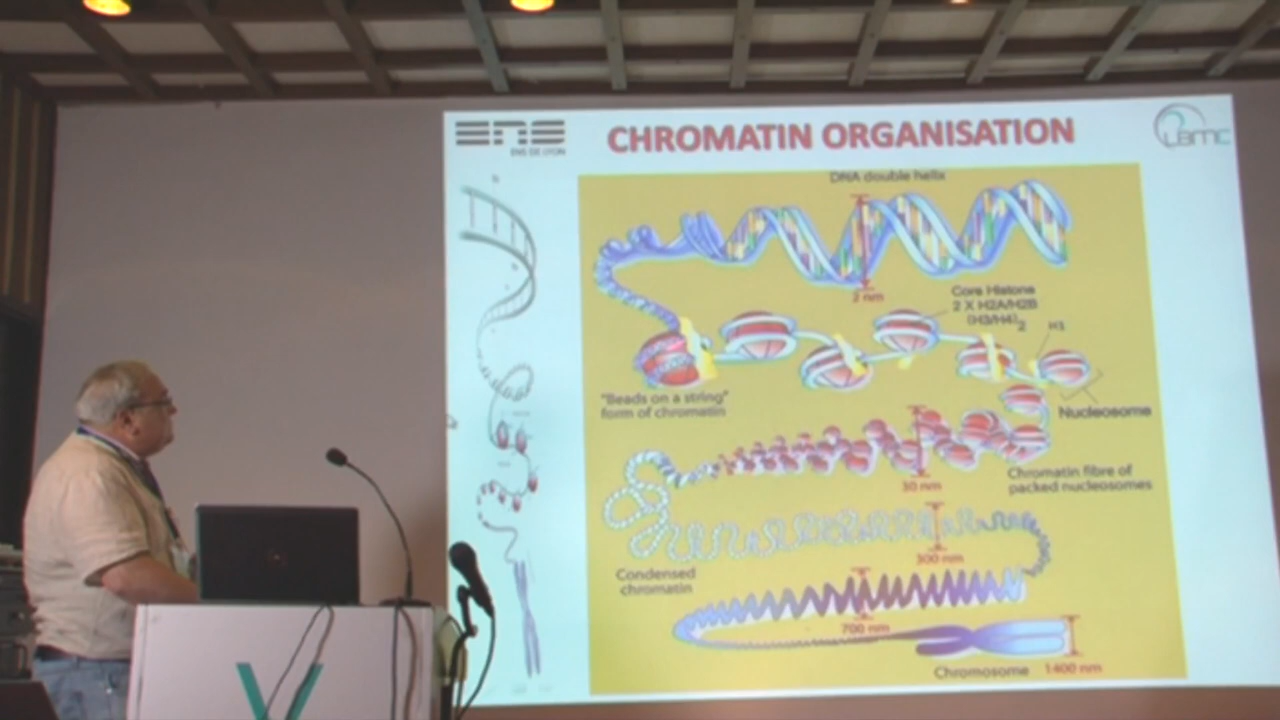 ENS
ENS DE LYON
CHROMATIN ORGANISATION
LBMC
DNA double helix
2 nm
Core Histone
2 X H2A/H2B
(H3/H4)2
H1
"Beads on a string"
form of chromatin
Nucleosome
30 nm
Chromatin fibre of
packed nucleosomes
300 nm
Condensed
chromatin
700 nm
Chromosome
1400 nm